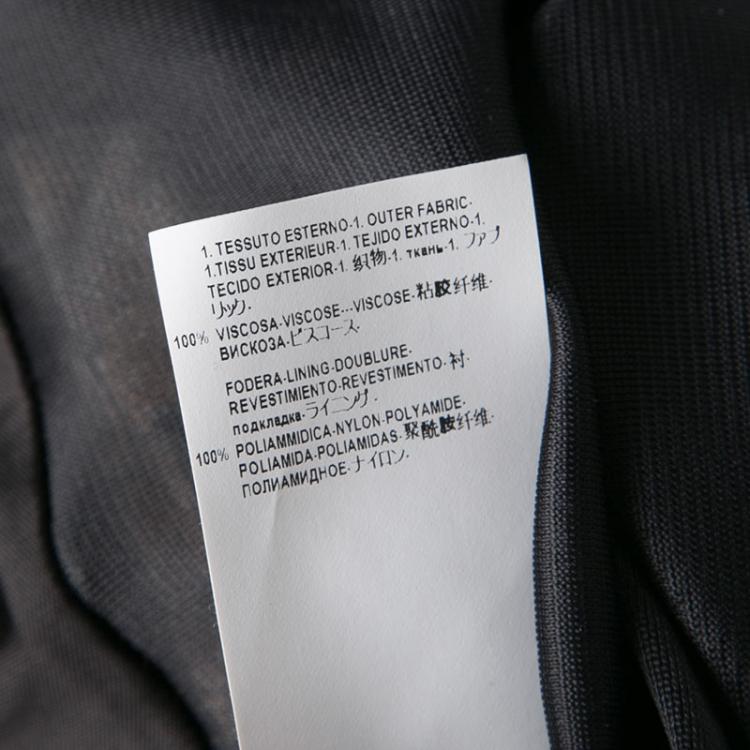 1. TESSUTO ESTERNO-1. OUTER FABRIC-
1.TISSU EXTERIEUR-1. TEJIDO EXTERNO-1.
TECIDO EXTERIOR-1. 织物-1. ткань-1. ファブ
リック-
100% VISCOSA-VISCOSE---VISCOSE-粘胶纤维-
ВИСКОЗА-ビスコース-
FODERA-LINING-DOUBLURE-
REVESTIMIENTO-REVESTIMENTO-衬-
подкладка-ライニング-
100% POLIAMMIDICA-NYLON-POLYAMIDE-
POLIAMIDA-POLIAMIDAS-聚酰胺纤维-
ПОЛИАМИДНОЕ-ナイロン-